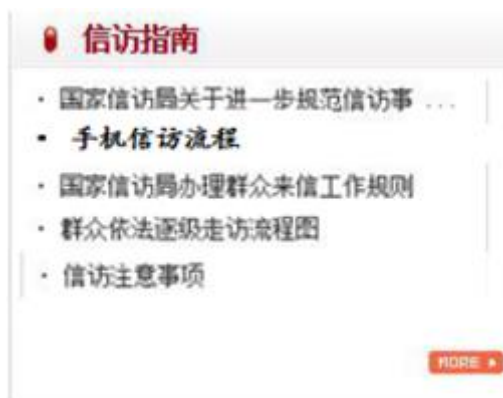 信访指南
· 国家信访局关于进一步规范信访事 ...
· 手机信访流程
· 国家信访局办理群众来信工作规则
· 群众依法逐级走访流程图
· 信访注意事项
MORE